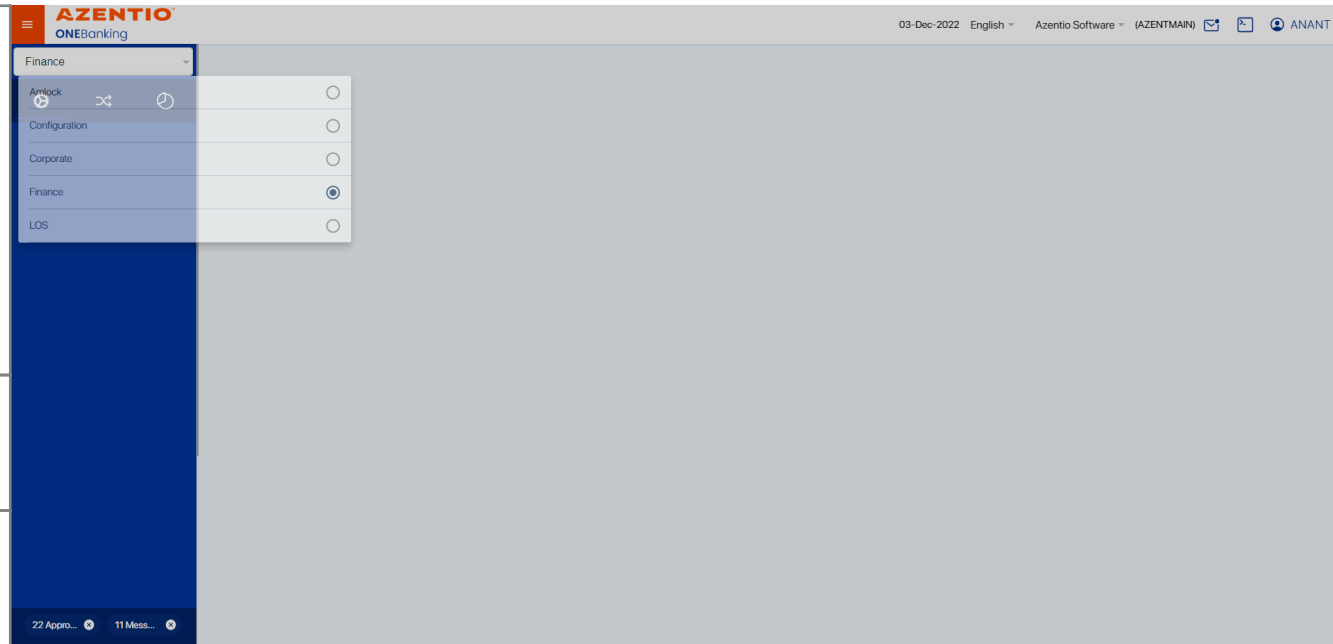 AZENTIO™
ONEBanking
03-Dec-2022 English Azentio Software (AZENTMAIN) ANANT
Finance
Amlock
Configuration
Corporate
Finance
LOS
22 Appro... 11 Mess...